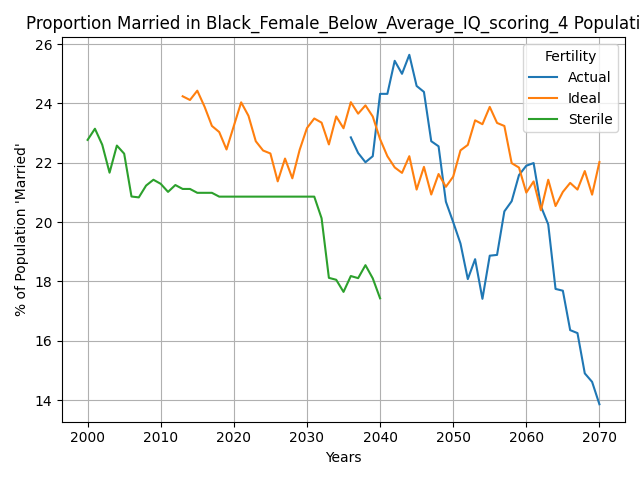 Proportion Married in Black_Female_Below_Average_IQ_scoring_4 Populati
26
24
22
20
18
16
14
% of Population 'Married'
Fertility
Actual
Ideal
Sterile
2000 2010 2020 2030 2040 2050 2060 2070
Years